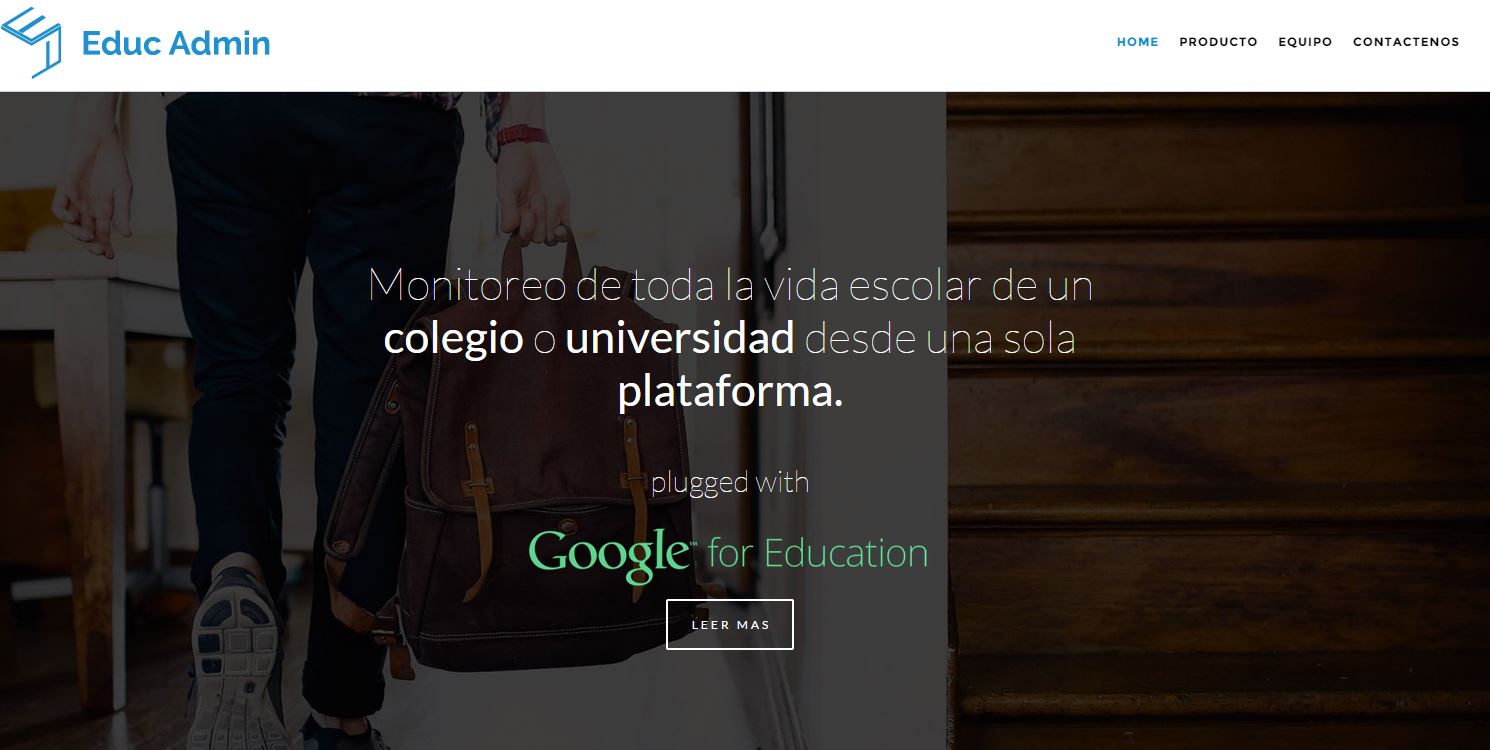 Educ Admin
HOME PRODUCTO EQUIPO CONTACTENOS
Monitoreo de toda la vida escolar de un
colegio o universidad desde una sola
plataforma.
plugged with
Google™ for Education
LEER MAS